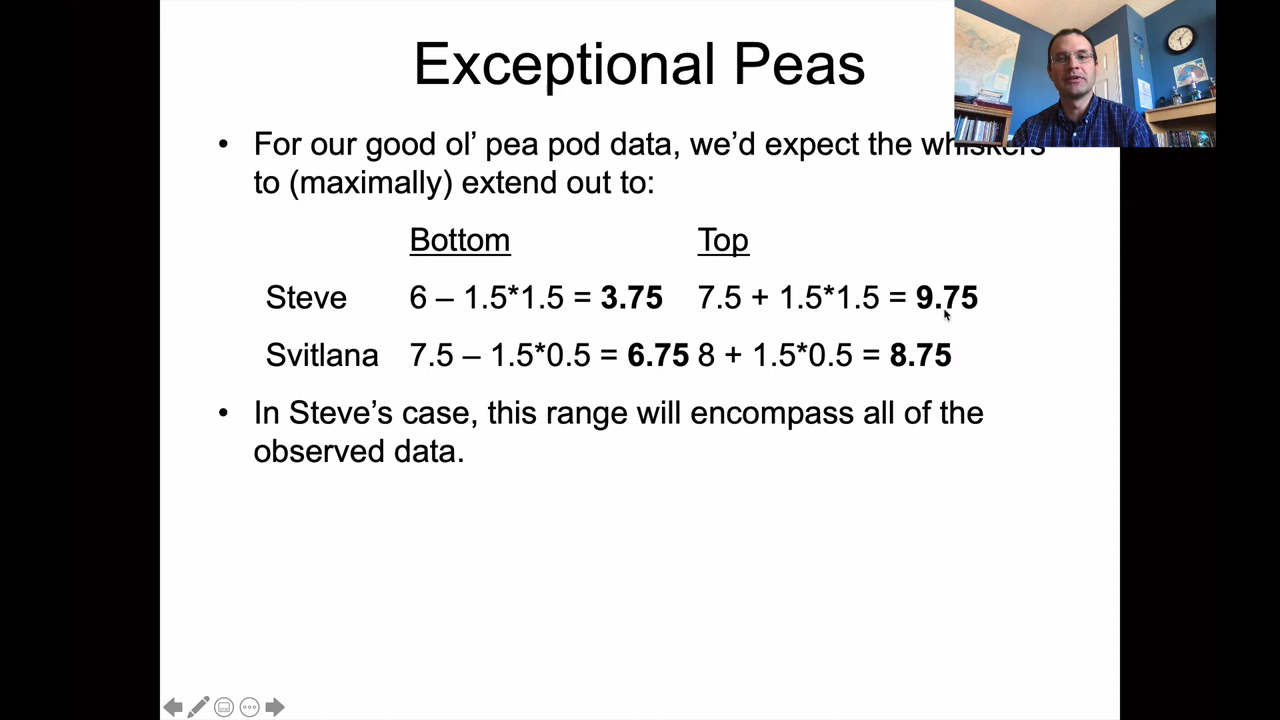 Exceptional Peas
• For our good ol’ pea pod data, we’d expect the whiskers
to (maximally) extend out to:
Bottom Top
Steve 6 – 1.5*1.5 = 3.75 7.5 + 1.5*1.5 = 9.75
Svitlana 7.5 – 1.5*0.5 = 6.75 8 + 1.5*0.5 = 8.75
• In Steve’s case, this range will encompass all of the
observed data.